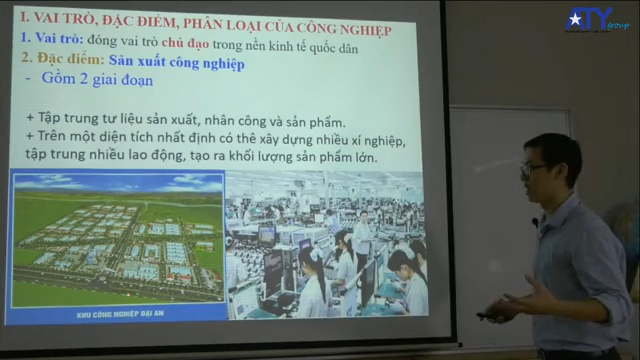 I. VAI TRÒ, ĐẶC ĐIỂM, PHÂN LOẠI CỦA CÔNG NGHIỆP
1. Vai trò: đóng vai trò chủ đạo trong nền kinh tế quốc dân
2. Đặc điểm: Sản xuất công nghiệp
- Gồm 2 giai đoạn
+ Tập trung tư liệu sản xuất, nhân công và sản phẩm.
+ Trên một diện tích nhất định có thể xây dựng nhiều xí nghiệp,
tập trung nhiều lao động, tạo ra khối lượng sản phẩm lớn.
KHU CÔNG NGHIỆP ĐẠI AN
ATY group